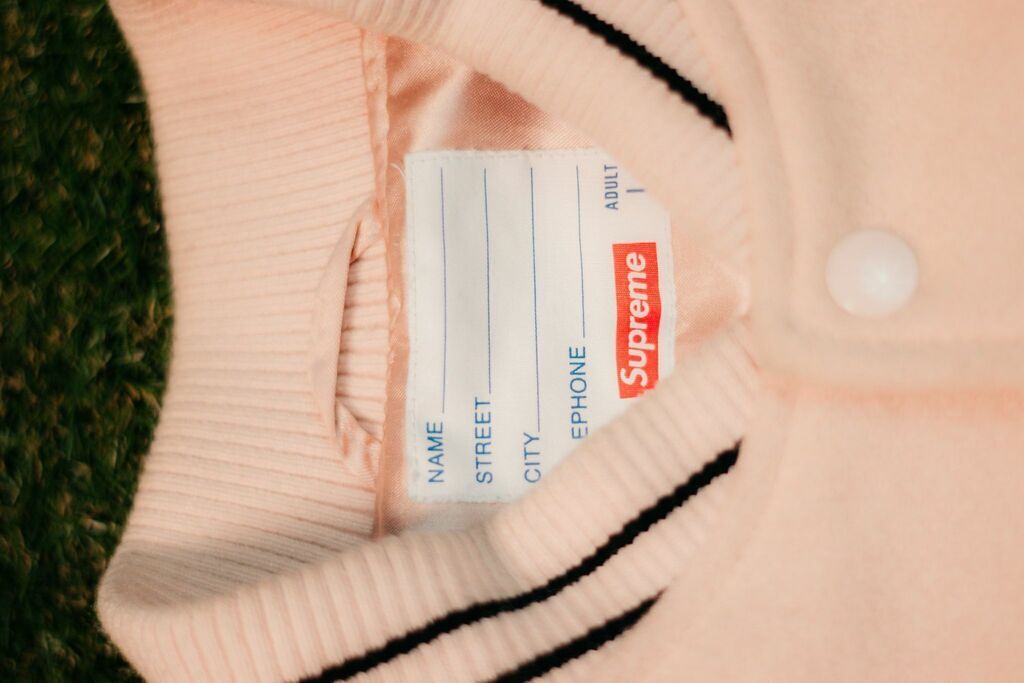 NAME
STREET
CITY
EPHONE
ADULT
Supreme